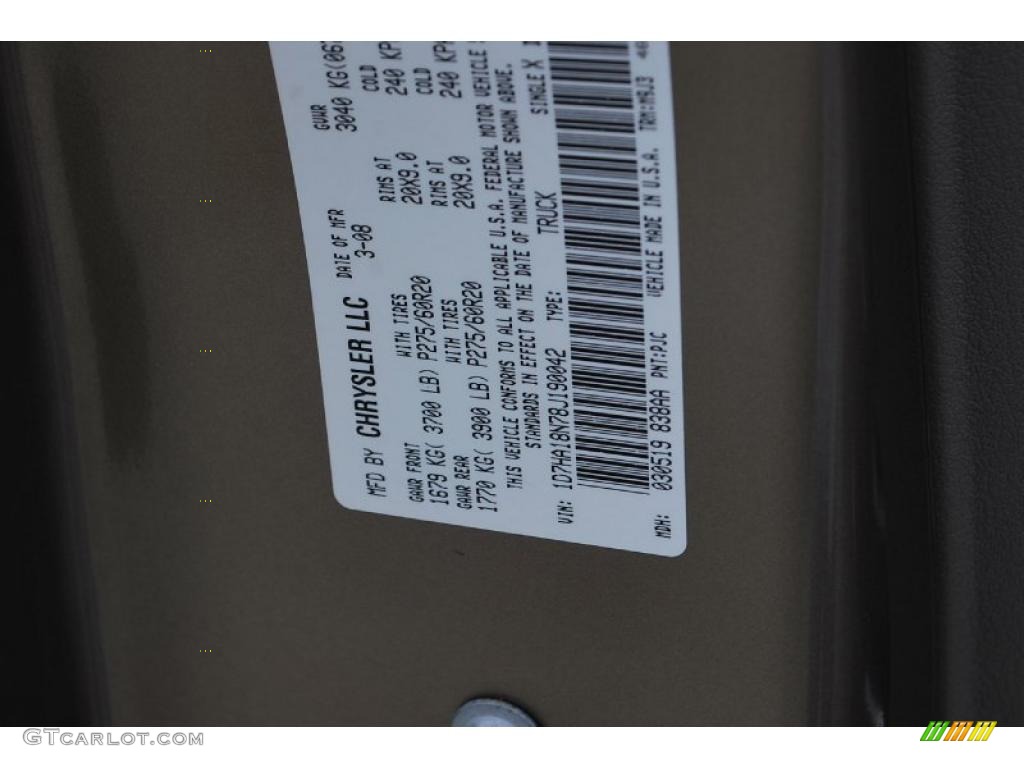 MFD BY CHRYSLER LLC DATE OF MFR GVWR
3-08 3040 KG
GAWR FRONT WITH TIRES RIMS AT COLD
1679 KG( 3700 LB) P275/60R20 20X9.0 240
GAWR REAR WITH TIRES RIMS AT COLD
1770 KG( 3900 LB) P275/60R20 20X9.0 240
THIS VEHICLE CONFORMS TO ALL APPLICABLE U.S.A. FEDERAL MOTOR VEHICLE
STANDARDS IN EFFECT ON THE DATE OF MANUFACTURE SHOWN ABOVE.
VIN: 1D7HA18N78J190042 TYPE: TRUCK SINGLE X
MDH: 030519 838AA PNT:PJC VEHICLE MADE IN U.S.A. TRM:M9J3
GTCARLOT.COM